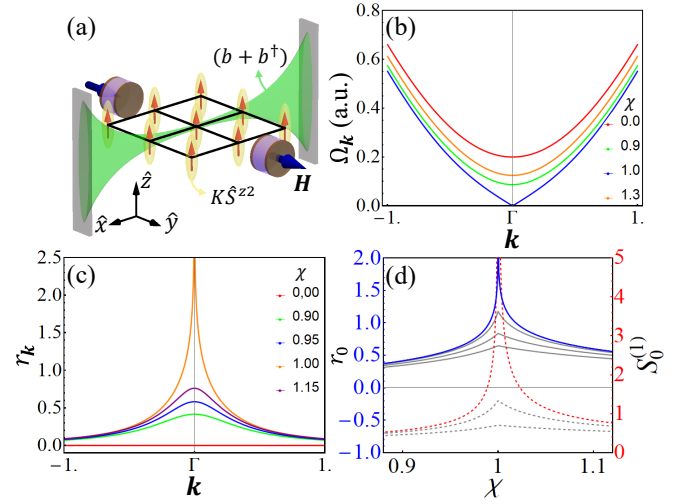 (a)
(b + b†)
H
KŜᶻ²
ẑ
x̂
ŷ
(b)
Ωₖ (a.u.)
0.8
0.6
0.4
0.2
0.0
χ
0.0
0.9
1.0
1.3
-1.
Γ
1.
k
(c)
rₖ
2.5
2.0
1.5
1.0
0.5
0.0
χ
0,00
0.90
0.95
1.00
1.15
-1.
Γ
1.
k
(d)
r₀
2.0
1.5
1.0
0.5
0.0
−0.5
−1.0
5
4
3
2
1
0
S₀⁽¹⁾
0.9
1
1.1
χ